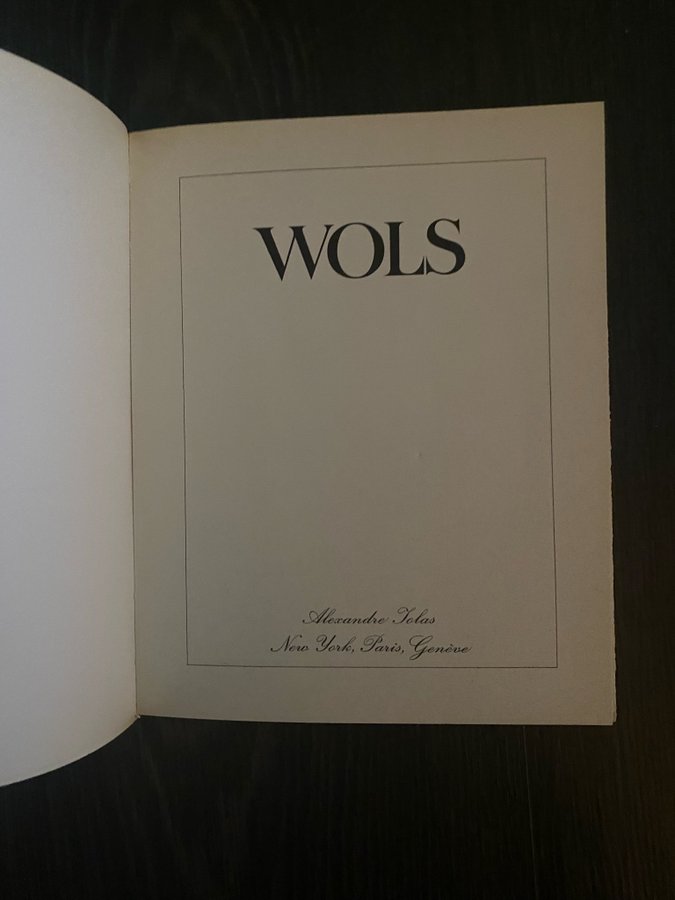 WOLS
Alexandre Iolas
New York, Paris, Genève